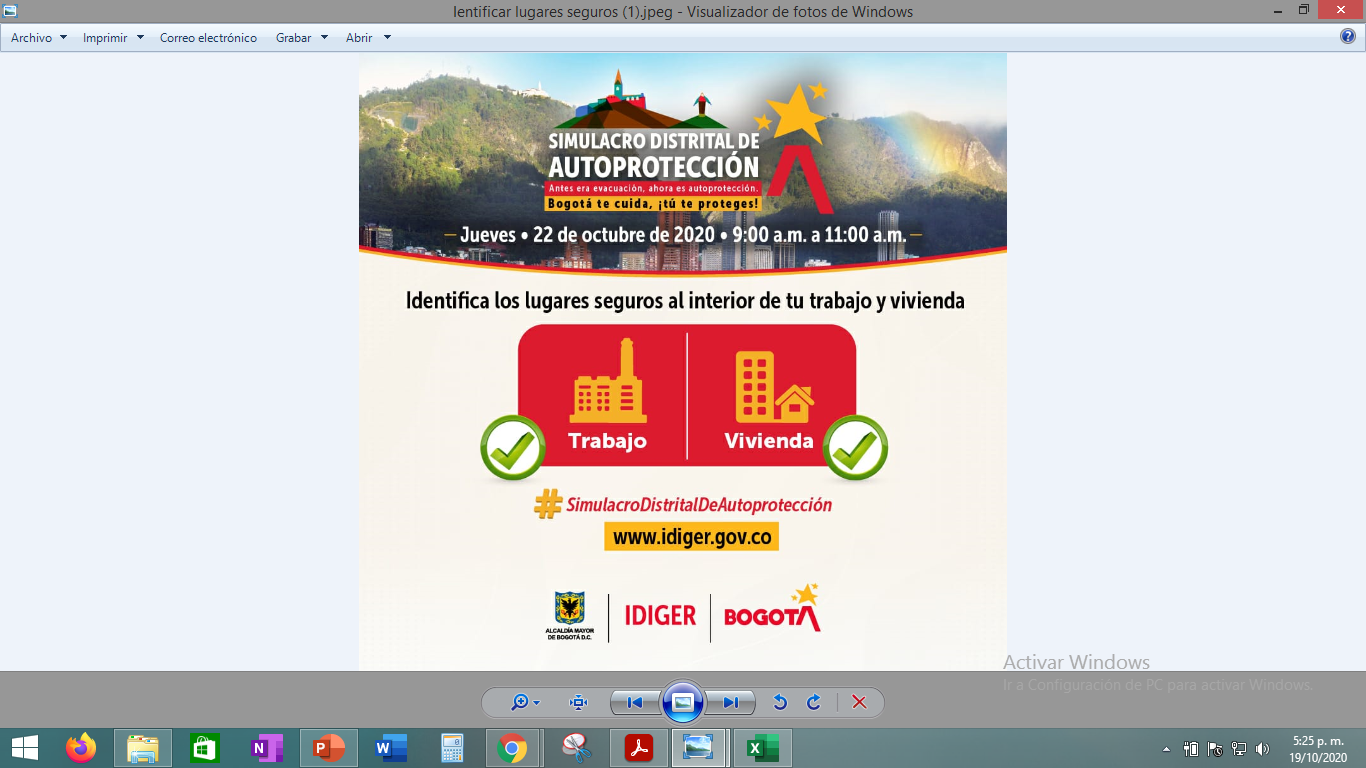 lentificar lugares seguros (1).jpeg - Visualizador de fotos de Windows
Archivo Imprimir Correo electrónico Grabar Abrir
SIMULACRO DISTRITAL DE
AUTOPROTECCIÓN
Antes era evacuación, ahora es autoprotección.
Bogotá te cuida, ¡tú te proteges!
Jueves • 22 de octubre de 2020 • 9:00 a.m. a 11:00 a.m.
Identifica los lugares seguros al interior de tu trabajo y vivienda
Trabajo Vivienda
#SimulacroDistritalDeAutoprotección
www.idiger.gov.co
ALCALDÍA MAYOR
DE BOGOTÁ D.C.
IDIGER
BOGOTÁ
Activar Windows
Ir a Configuración de PC para activar Windows.
5:25 p. m.
19/10/2020